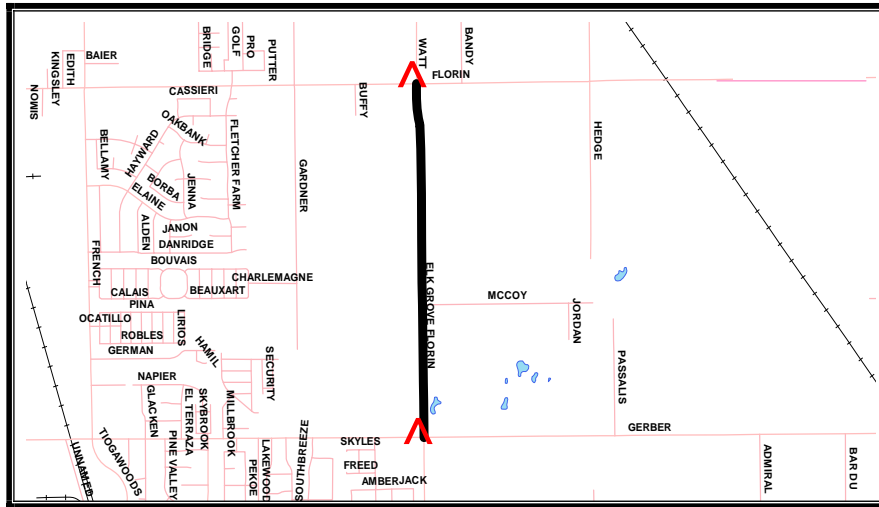 BRIDGE
GOLF
PRO
PUTTER
WATT
BANDY
BAIER
EDITH
KINGSLEY
SIMON
FLORIN
CASSIERI
BUFFY
OAKBANK
FLETCHER FARM
HEDGE
BELLAMY
HAYWARD
GARDNER
BORBA
JENNA
ELAINE
ALDEN
JANON
DANRIDGE
FRENCH
BOUVAIS
CHARLEMAGNE
CALAIS
BEAUXART
PINA
ELK GROVE FLORIN
MCCOY
JORDAN
OCATILLO
LIRIOS
ROBLES
GERMAN
HAMIL
SECURITY
PASSALIS
NAPIER
GLACKEN
EL TERRAZA
SKYBROOK
MILLBROOK
TIOGAWOODS
PINE VALLEY
SOUTHBREEZE
SKYLES
GERBER
UNNAMED
PEKOE
LAKEWOOD
FREED
AMBERJACK
ADMIRAL
BAR DU